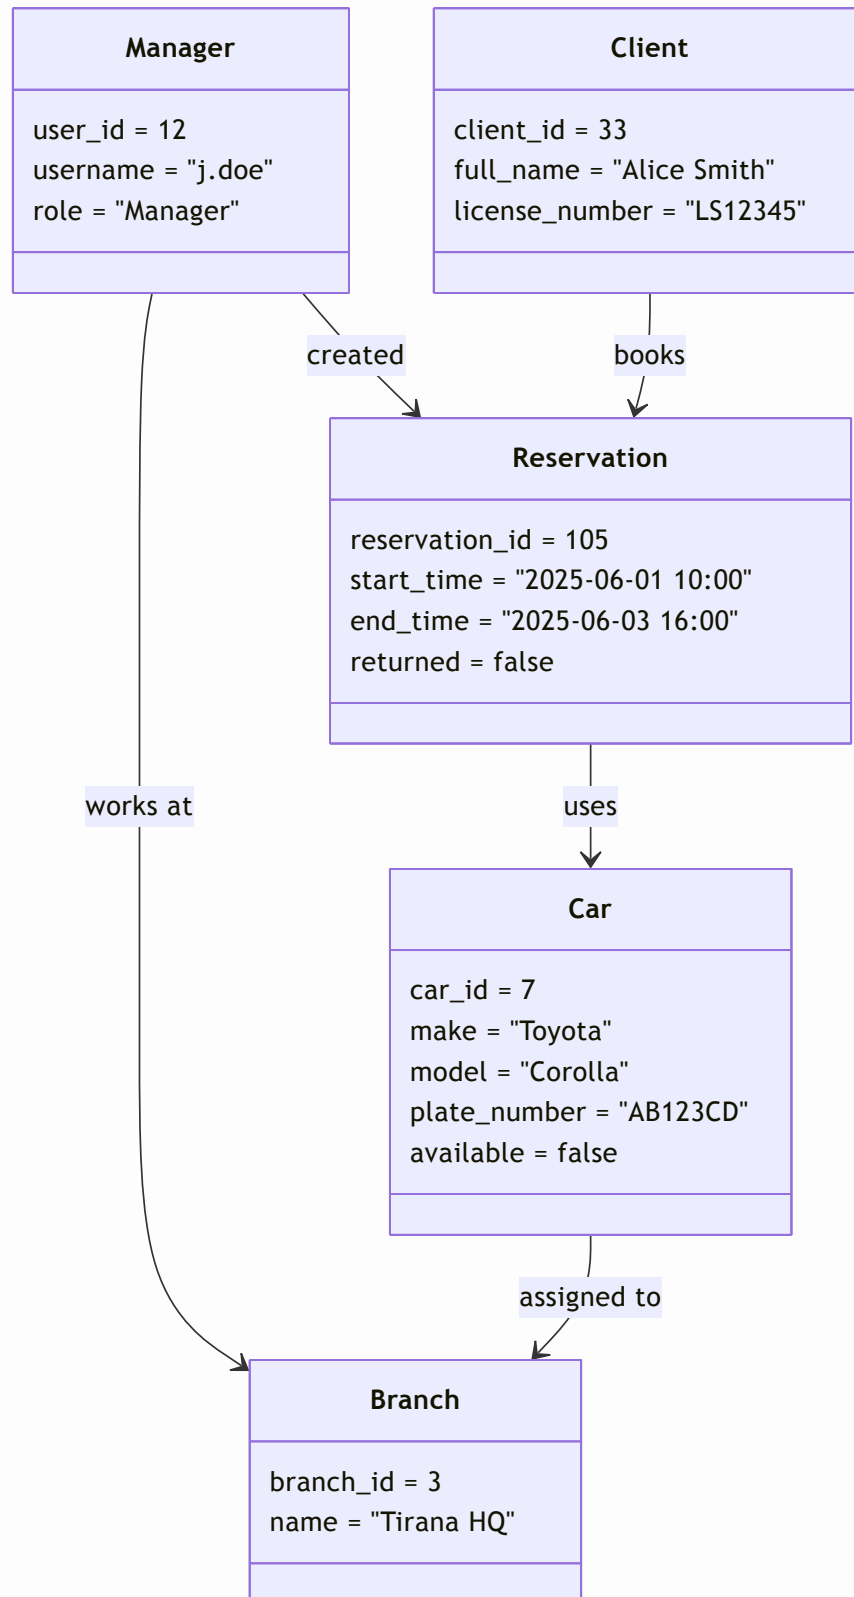 Manager
user_id = 12
username = "j.doe"
role = "Manager"
Client
client_id = 33
full_name = "Alice Smith"
license_number = "LS12345"
created
books
Reservation
reservation_id = 105
start_time = "2025-06-01 10:00"
end_time = "2025-06-03 16:00"
returned = false
works at
uses
Car
car_id = 7
make = "Toyota"
model = "Corolla"
plate_number = "AB123CD"
available = false
assigned to
Branch
branch_id = 3
name = "Tirana HQ"